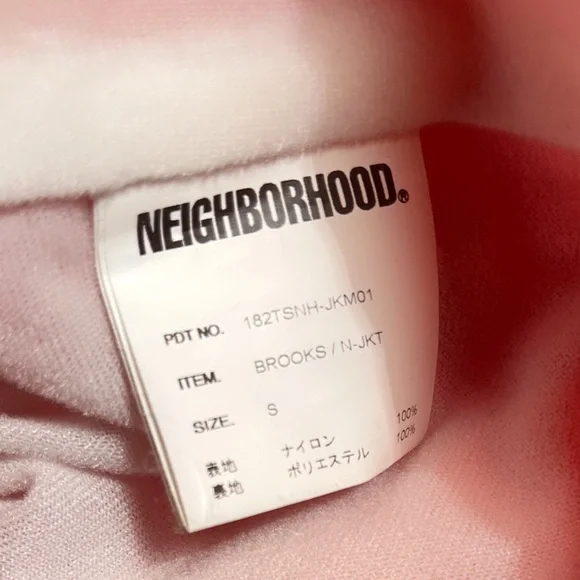 NEIGHBORHOOD®
PDT NO. 182TSNH-JKM01
ITEM. BROOKS / N-JKT
SIZE. S
表地 ナイロン 100%
裏地 ポリエステル 100%